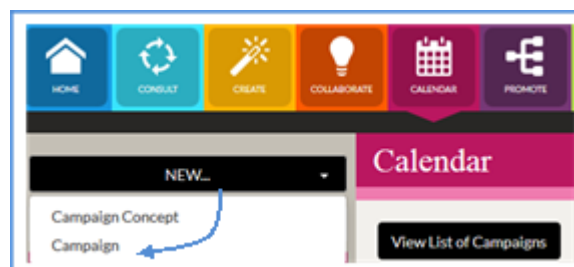 HOME
CONSULT
CREATE
COLLABORATE
CALENDAR
PROMOTE
NEW...
Calendar
Campaign Concept
Campaign
View List of Campaigns